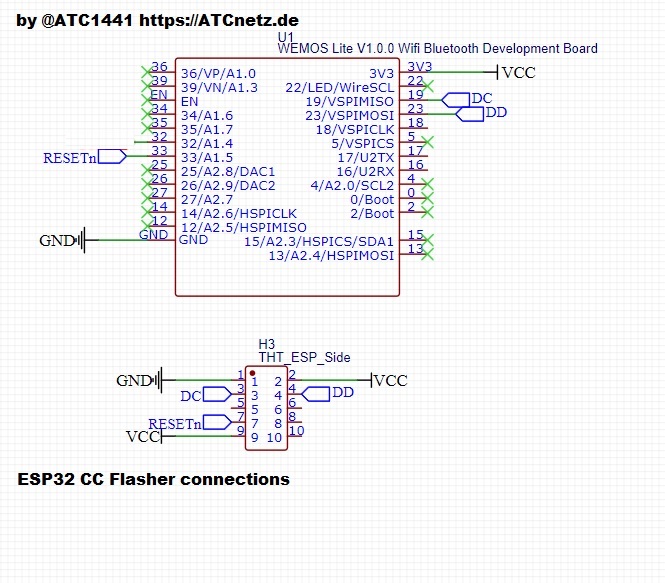 by @ATC1441 https://ATCnetz.de
U1
WEMOS Lite V1.0.0 Wifi Bluetooth Development Board
36 36/VP/A1.0 3V3 3V3 VCC
39 39/VN/A1.3 22/LED/WireSCL 22
EN EN 19/VSPIMISO 19 DC
34 34/A1.6 23/VSPIMOSI 23 DD
35 35/A1.7 18/VSPICLK 18
32 32/A1.4 5/VSPICS 5
RESETn 33 33/A1.5 17/U2TX 17
25 25/A2.8/DAC1 16/U2RX 16
26 26/A2.9/DAC2 4/A2.0/SCL2 4
27 27/A2.7 0/Boot 0
14 14/A2.6/HSPICLK 2/Boot 2
12 12/A2.5/HSPIMISO
GND GND GND 15/A2.3/HSPICS/SDA1 15
13/A2.4/HSPIMOSI 13
H3
THT_ESP_Side
GND 1 1 2 2 VCC
DC 3 3 4 4 DD
5 5 6 6
RESETn 7 7 8 8
VCC 9 9 10 10
ESP32 CC Flasher connections